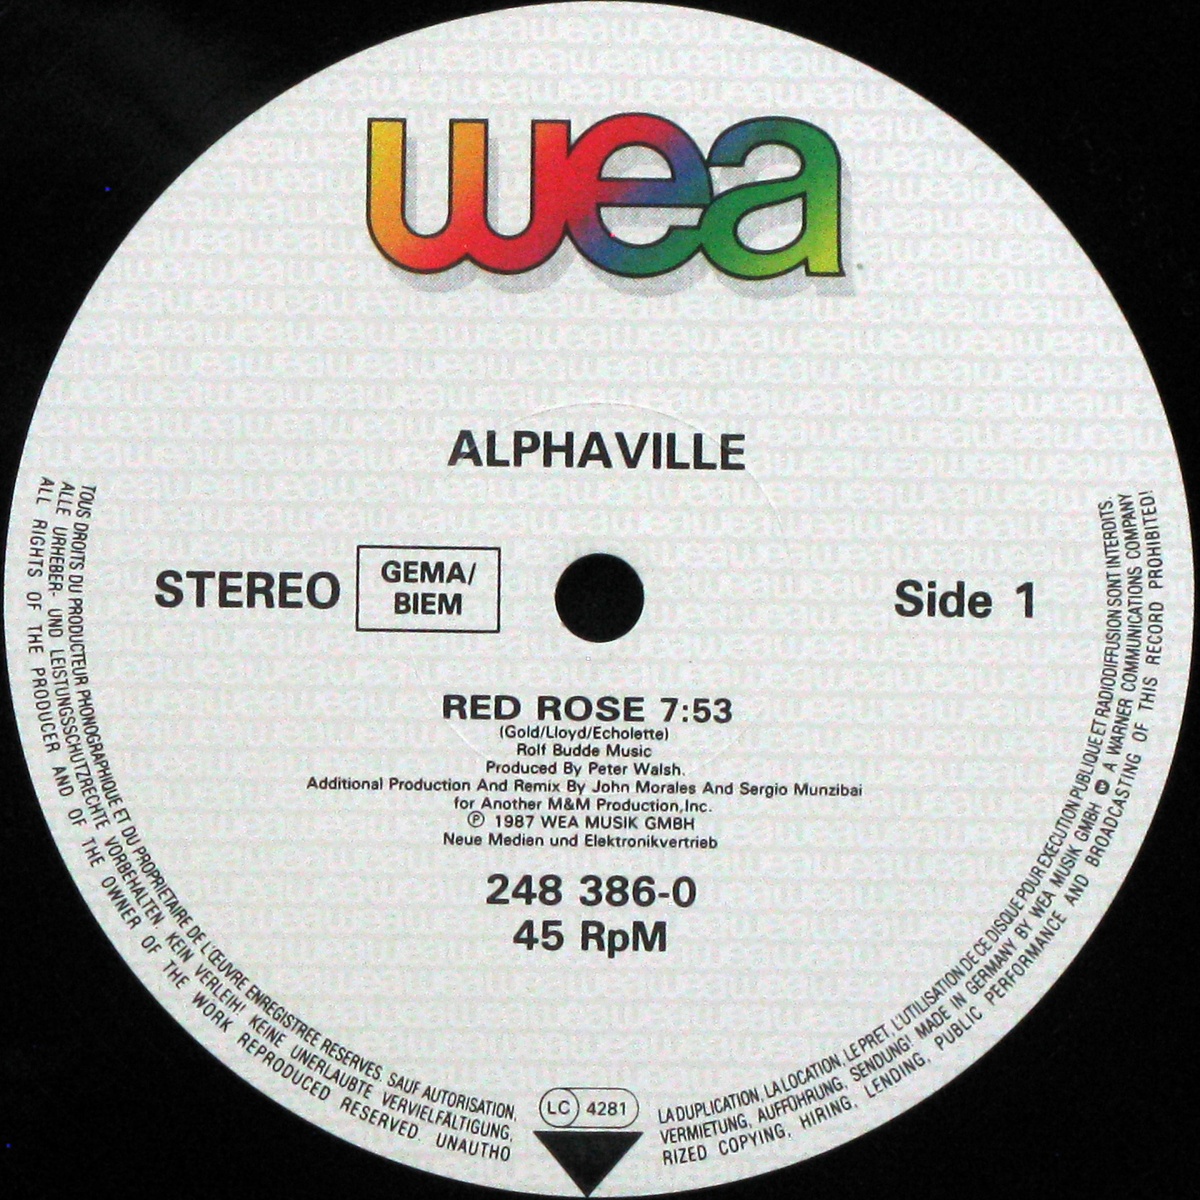 wea
ALPHAVILLE
STEREO
GEMA/
BIEM
Side 1
RED ROSE 7:53
(Gold/Lloyd/Echolette)
Rolf Budde Music
Produced By Peter Walsh.
Additional Production And Remix By John Morales And Sergio Munzibai
for Another M&M Production,Inc.
℗ 1987 WEA MUSIK GMBH
Neue Medien und Elektronikvertrieb
248 386-0
45 RpM
LC 4281
TOUS DROITS DU PRODUCTEUR PHONOGRAPHIQUE ET DU PROPRIETAIRE DE L'ŒUVRE ENREGISTREE RESERVES. SAUF AUTORISATION, LA DUPLICATION, LA LOCATION, LE PRET, L'UTILISATION DE CE DISQUE POUR EXECUTION PUBLIQUE ET RADIODIFFUSION SONT INTERDITS.
ALLE URHEBER- UND LEISTUNGSSCHUTZRECHTE VORBEHALTEN. KEIN VERLEIH! KEINE UNERLAUBTE VERVIELFÄLTIGUNG, VERMIETUNG, AUFFÜHRUNG, SENDUNG! MADE IN GERMANY BY WEA MUSIK GMBH A WARNER COMMUNICATIONS COMPANY
ALL RIGHTS OF THE PRODUCER AND OF THE OWNER OF THE WORK REPRODUCED RESERVED. UNAUTHORIZED COPYING, HIRING, LENDING, PUBLIC PERFORMANCE AND BROADCASTING OF THIS RECORD PROHIBITED!